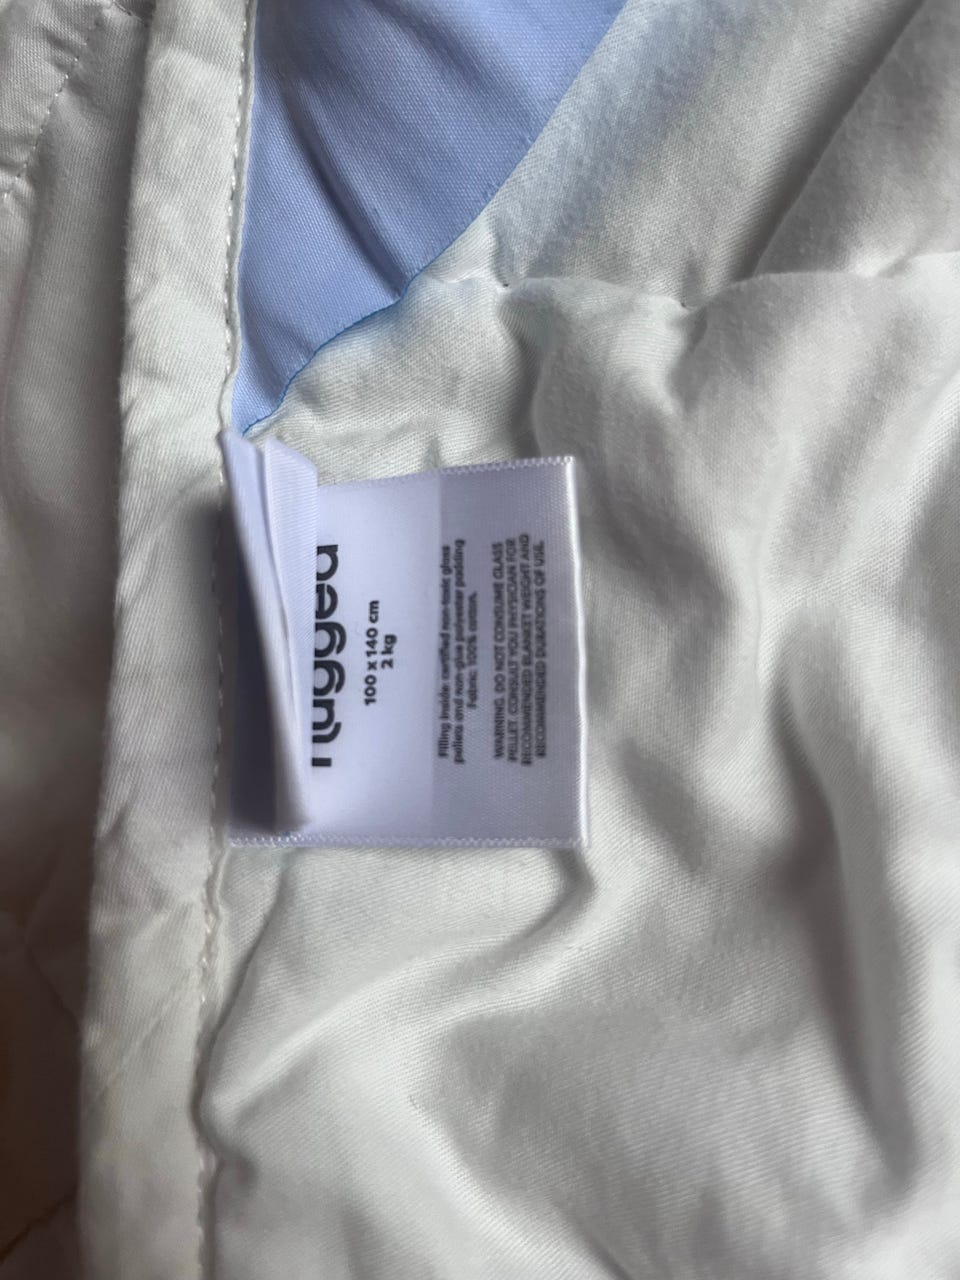 hugged
100 x 140 cm
2 kg
Filling inside: certified non-toxic glass
pellets and non-glue polyester padding
Fabric: 100% cotton.
WARNING. DO NOT CONSUME GLASS
PELLET. CONSULT YOU PHYSICIAN FOR
RECOMMENDED BLANKET WEIGHT AND
RECOMMENDED DURATIONS OF USE.